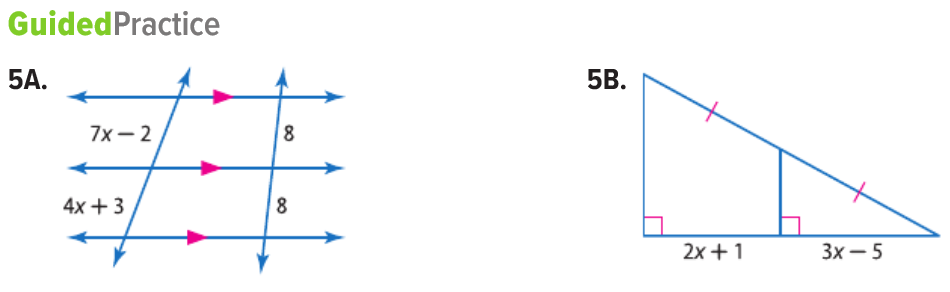 GuidedPractice
5A.
7x – 2
8
4x + 3
8
5B.
2x + 1
3x – 5